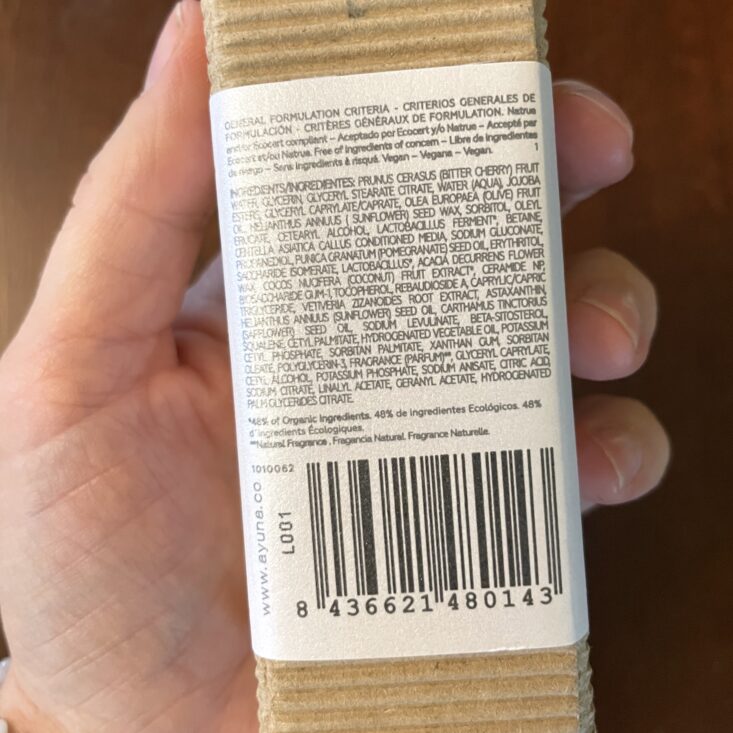 GENERAL FORMULATION CRITERIA - CRITERIOS GENERALES DE
FORMULACIÓN - CRITÈRES GÉNÉRAUX DE FORMULATION. Natrue
and/or Ecocert compliant - Aceptado por Ecocert y/o Natrue - Accepté par
Ecocert et/ou Natrue. Free of ingredients of concern - Libre de ingredientes
de riesgo - Sans ingredients à risqué. Vegan - Vegana - Vegan. 1
INGREDIENTS/INGREDIENTES: PRUNUS CERASUS (BITTER CHERRY) FRUIT
WATER, GLYCERIN, GLYCERYL STEARATE CITRATE, WATER (AQUA), JOJOBA
ESTERS, GLYCERYL CAPRYLATE/CAPRATE, OLEA EUROPAEA (OLIVE) FRUIT
OIL, HELIANTHUS ANNUUS ( SUNFLOWER) SEED WAX, SORBITOL, OLEYL
ERUCATE, CETEARYL ALCOHOL, LACTOBACILLUS FERMENT*, BETAINE,
CENTELLA ASIATICA CALLUS CONDITIONED MEDIA, SODIUM GLUCONATE,
PROPANEDIOL, PUNICA GRANATUM (POMEGRANATE) SEED OIL, ERYTHRITOL,
SACCHARIDE ISOMERATE, LACTOBACILLUS*, ACACIA DECURRENS FLOWER
WAX, COCOS NUCIFERA (COCONUT) FRUIT EXTRACT*, CERAMIDE NP,
BIOSACCHARIDE GUM-1, TOCOPHEROL, REBAUDIOSIDE A, CAPRYLIC/CAPRIC
TRIGLYCERIDE, VETIVERIA ZIZANOIDES ROOT EXTRACT, ASTAXANTHIN,
HELIANTHUS ANNUUS (SUNFLOWER) SEED OIL, CARTHAMUS TINCTORIUS
(SAFFLOWER) SEED OIL, SODIUM LEVULINATE, BETA-SITOSTEROL,
SQUALENE, CETYL PALMITATE, HYDROGENATED VEGETABLE OIL, POTASSIUM
CETYL PHOSPHATE, SORBITAN PALMITATE, XANTHAN GUM, SORBITAN
OLEATE, POLYGLYCERIN-3, FRAGRANCE (PARFUM)**, GLYCERYL CAPRYLATE,
CETYL ALCOHOL, POTASSIUM PHOSPHATE, SODIUM ANISATE, CITRIC ACID,
SODIUM CITRATE, LINALYL ACETATE, GERANYL ACETATE, HYDROGENATED
PALM GLYCERIDES CITRATE.
*48% of Organic Ingredients. 48% de ingredientes Ecológicos. 48%
d'ingredients Écologiques.
**Natural Fragrance . Fragancia Natural. Fragrance Naturelle.
1010062
www.ayuna.co
L001
8 436621 480143